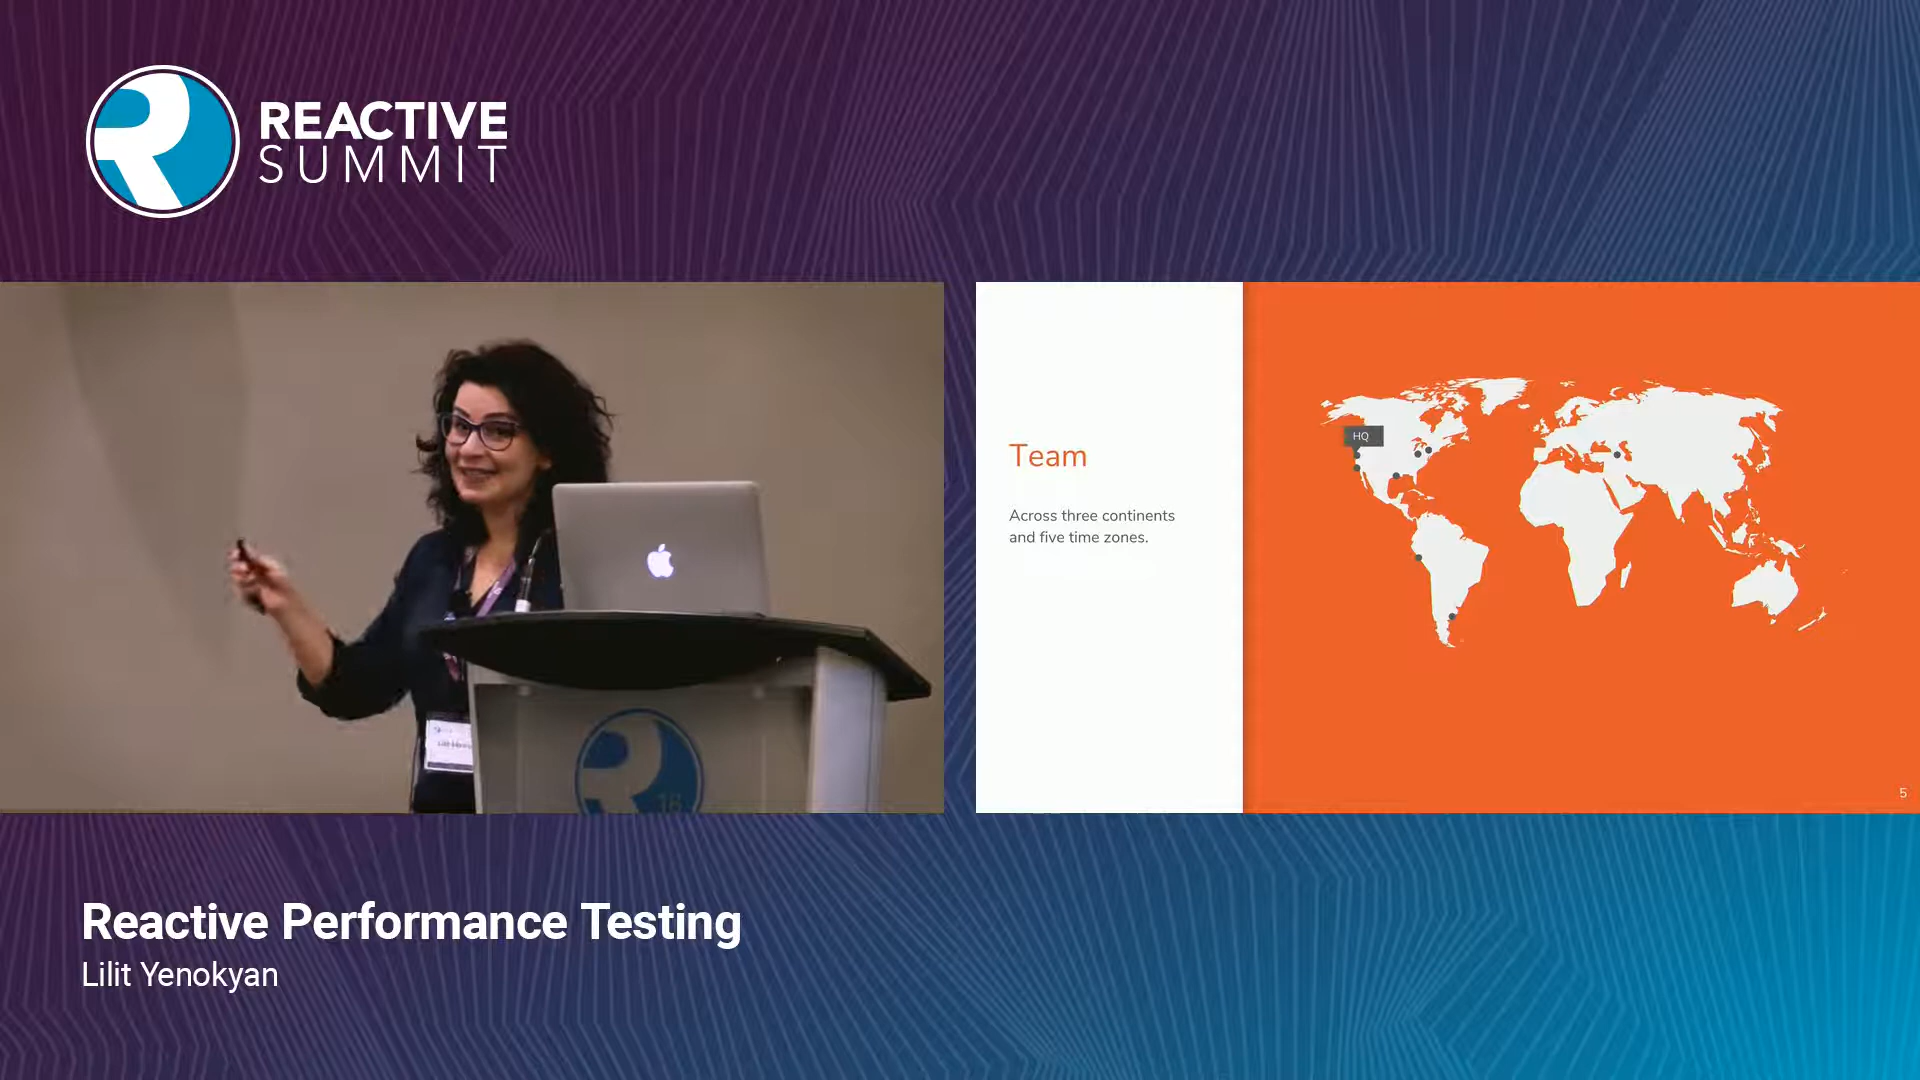 REACTIVE
SUMMIT
HQ
Team
Across three continents
and five time zones.
5
Reactive Performance Testing
Lilit Yenokyan